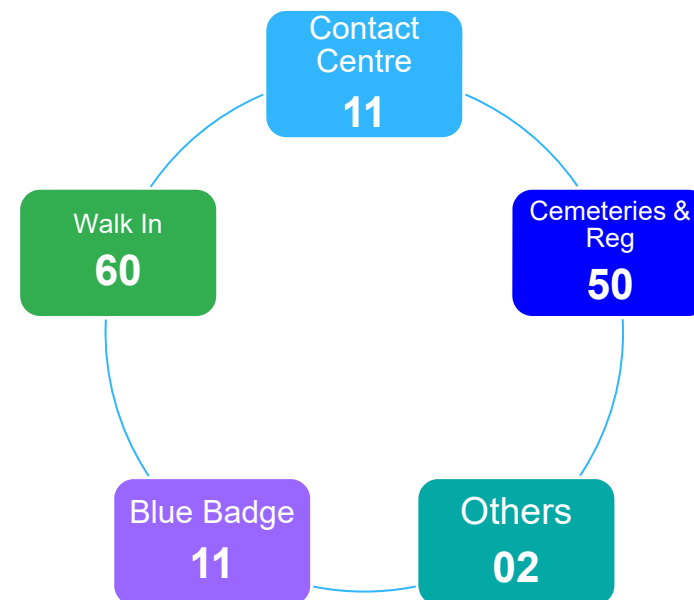 Contact
Centre
11
Walk In
60
Cemeteries &
Reg
50
Blue Badge
11
Others
02